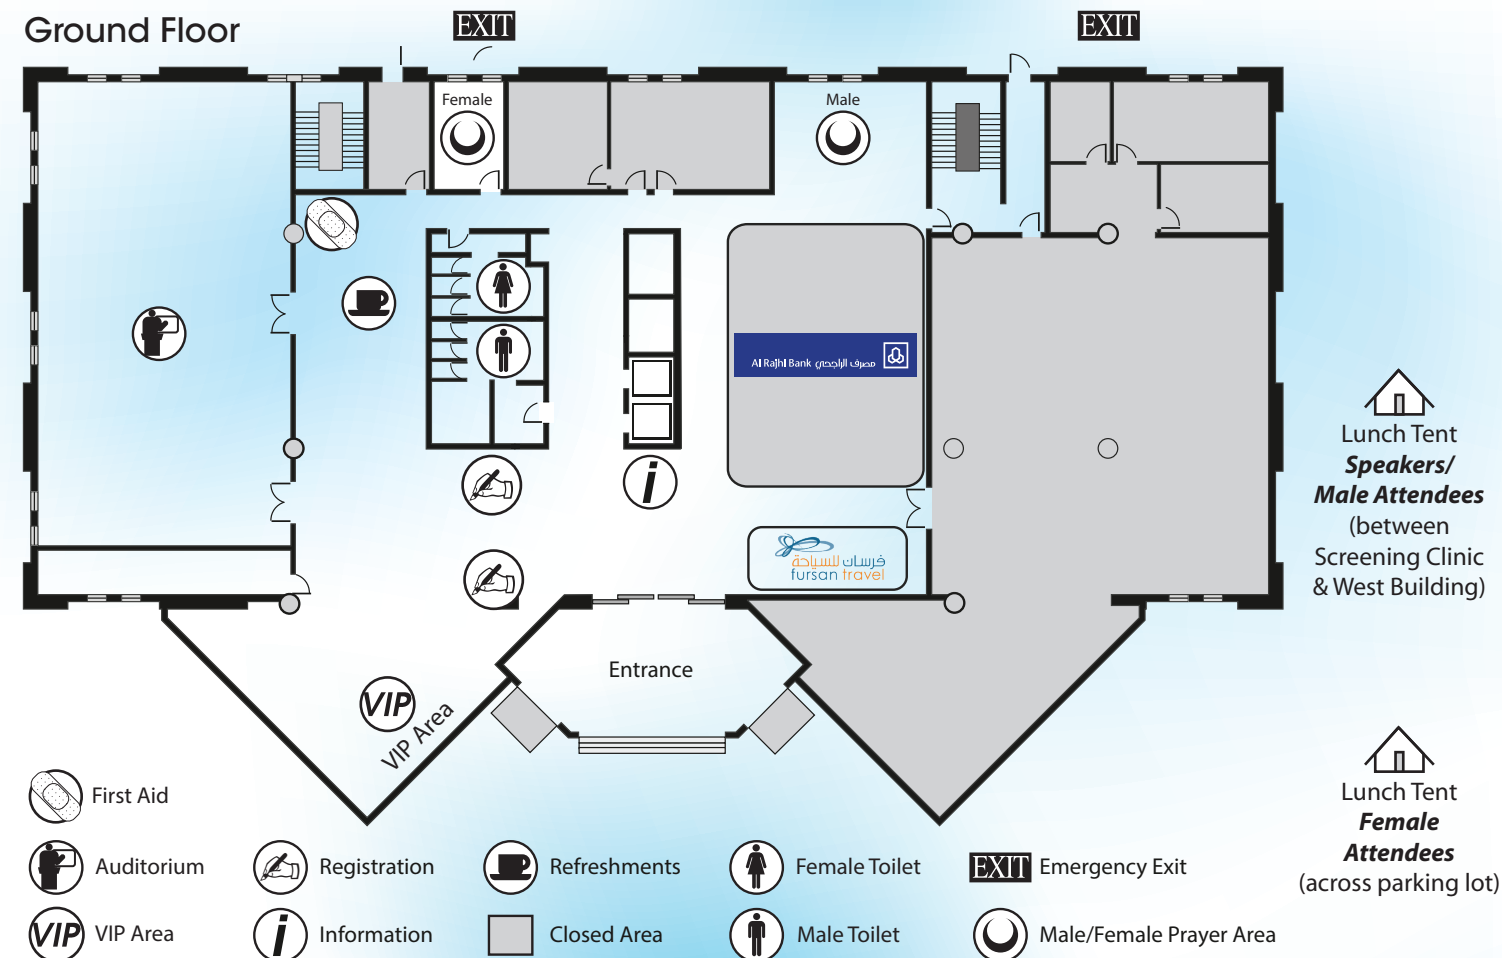 Ground Floor
EXIT
EXIT
Female
Male
Al Rajhi Bank مصرف الراجحي
i
Lunch Tent
Speakers/
Male Attendees
(between
Screening Clinic
& West Building)
فرسان للسياحة
fursan travel
Entrance
VIP
VIP Area
Lunch Tent
Female
Attendees
(across parking lot)
First Aid
Auditorium
Registration
Refreshments
Female Toilet
EXIT Emergency Exit
VIP VIP Area
i Information
Closed Area
Male Toilet
Male/Female Prayer Area